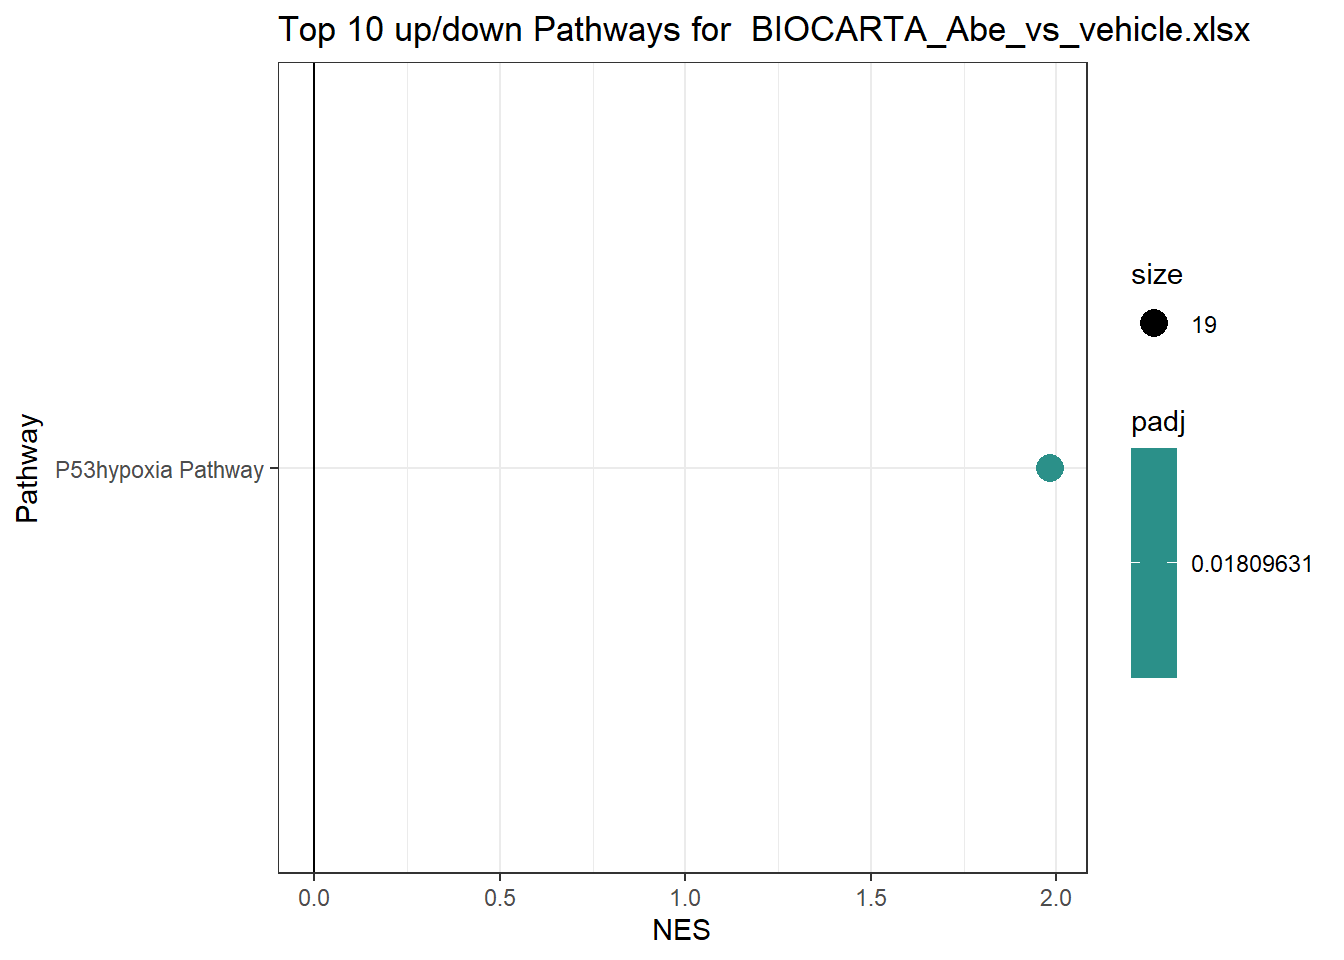 Top 10 up/down Pathways for  BIOCARTA_Abe_vs_vehicle.xlsx
Pathway
P53hypoxia Pathway
0.0
0.5
1.0
1.5
2.0
NES
size
19
padj
0.01809631